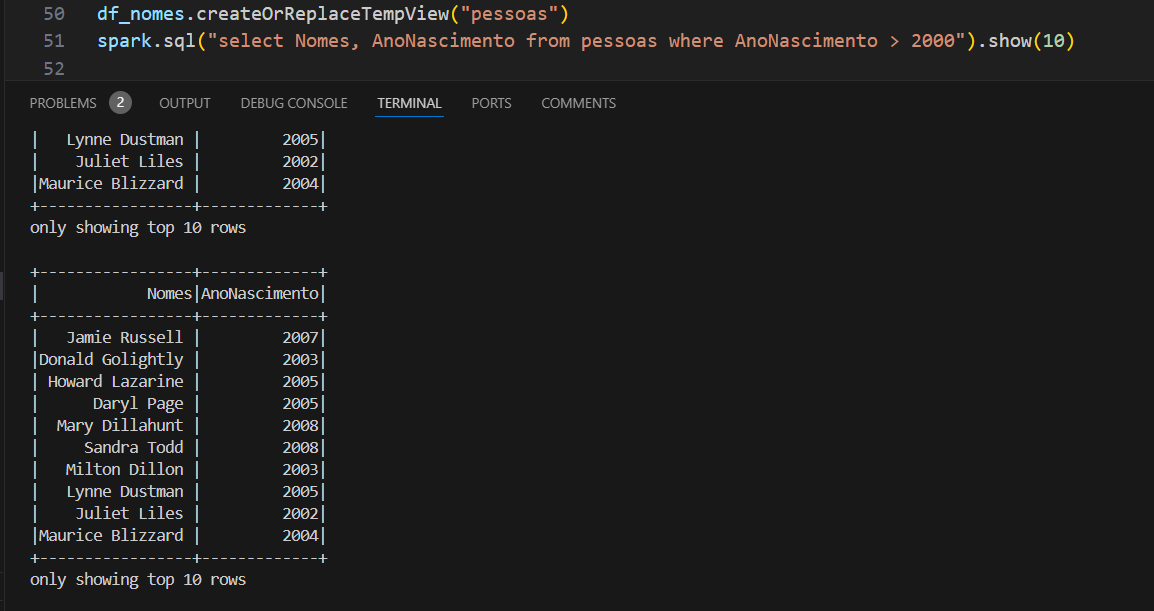 50 df_nomes.createOrReplaceTempView("pessoas")
51 spark.sql("select Nomes, AnoNascimento from pessoas where AnoNascimento > 2000").show(10)
52
PROBLEMS 2 OUTPUT DEBUG CONSOLE TERMINAL PORTS COMMENTS
|   Lynne Dustman |         2005|
|    Juliet Liles |         2002|
|Maurice Blizzard |         2004|
+-----------------+-------------+
only showing top 10 rows
+-----------------+-------------+
|            Nomes|AnoNascimento|
+-----------------+-------------+
|   Jamie Russell |         2007|
|Donald Golightly |         2003|
| Howard Lazarine |         2005|
|      Daryl Page |         2005|
|  Mary Dillahunt |         2008|
|     Sandra Todd |         2008|
|   Milton Dillon |         2003|
|   Lynne Dustman |         2005|
|    Juliet Liles |         2002|
|Maurice Blizzard |         2004|
+-----------------+-------------+
only showing top 10 rows